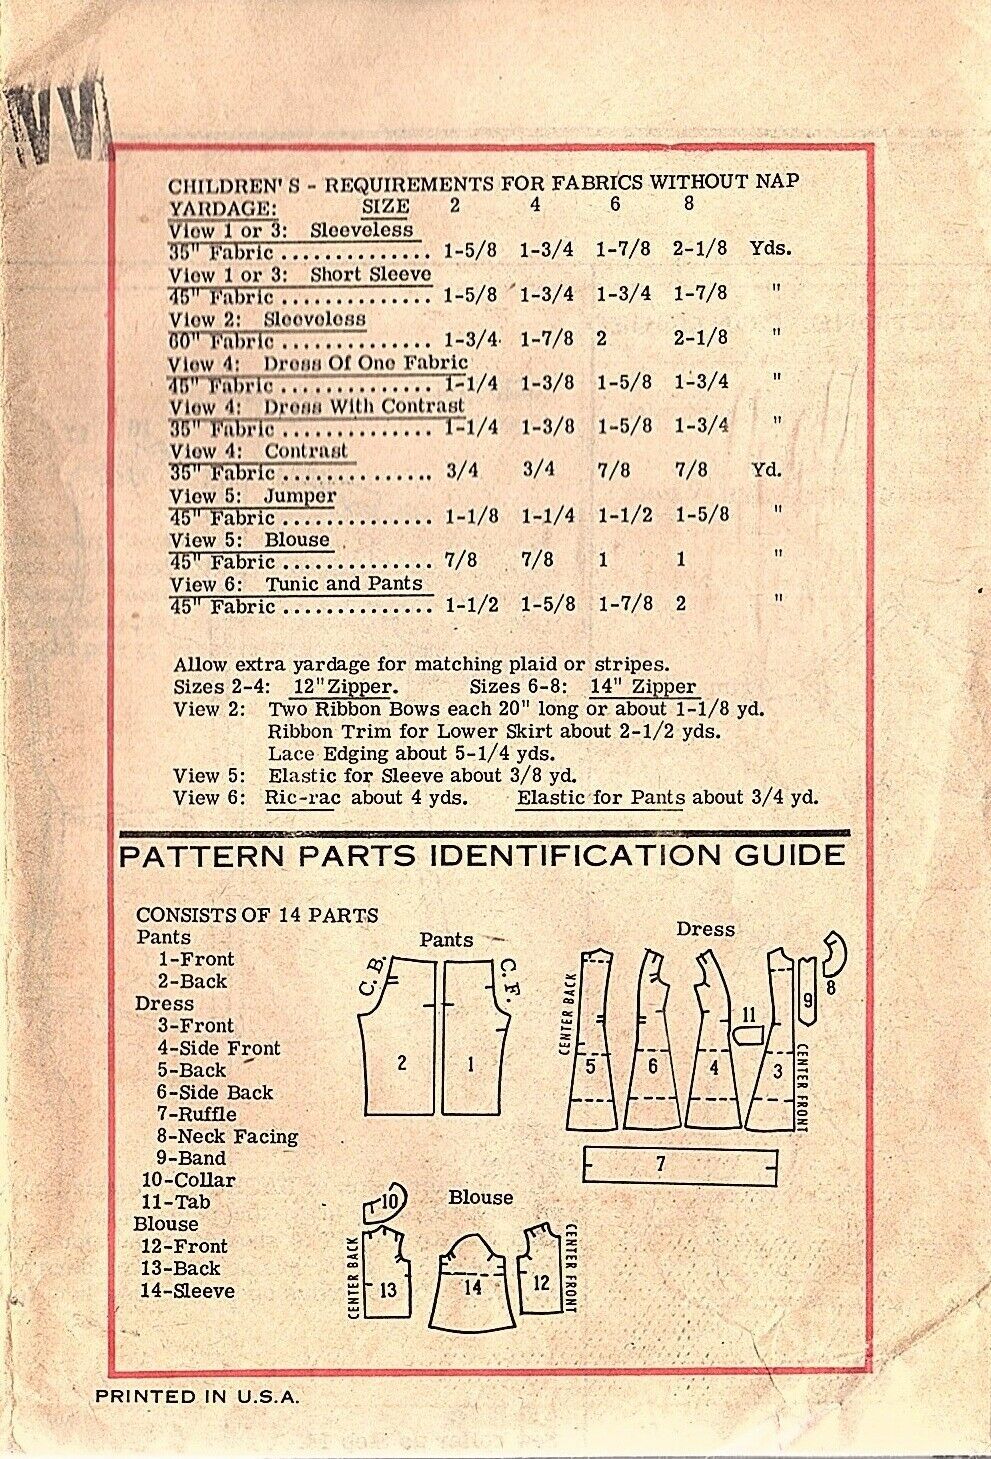 CHILDREN'S - REQUIREMENTS FOR FABRICS WITHOUT NAP
YARDAGE: SIZE 2 4 6 8
View 1 or 3: Sleeveless
35" Fabric .............. 1-5/8 1-3/4 1-7/8 2-1/8 Yds.
View 1 or 3: Short Sleeve
45" Fabric .............. 1-5/8 1-3/4 1-3/4 1-7/8 "
View 2: Sleeveless
60" Fabric .............. 1-3/4 1-7/8 2 2-1/8 "
View 4: Dress Of One Fabric
45" Fabric .............. 1-1/4 1-3/8 1-5/8 1-3/4 "
View 4: Dress With Contrast
35" Fabric .............. 1-1/4 1-3/8 1-5/8 1-3/4 "
View 4: Contrast
35" Fabric .............. 3/4 3/4 7/8 7/8 Yd.
View 5: Jumper
45" Fabric .............. 1-1/8 1-1/4 1-1/2 1-5/8 "
View 5: Blouse
45" Fabric .............. 7/8 7/8 1 1 "
View 6: Tunic and Pants
45" Fabric .............. 1-1/2 1-5/8 1-7/8 2 "
Allow extra yardage for matching plaid or stripes.
Sizes 2-4: 12" Zipper. Sizes 6-8: 14" Zipper
View 2: Two Ribbon Bows each 20" long or about 1-1/8 yd.
Ribbon Trim for Lower Skirt about 2-1/2 yds.
Lace Edging about 5-1/4 yds.
View 5: Elastic for Sleeve about 3/8 yd.
View 6: Ric-rac about 4 yds. Elastic for Pants about 3/4 yd.
PATTERN PARTS IDENTIFICATION GUIDE
CONSISTS OF 14 PARTS
Pants
1-Front
2-Back
Dress
3-Front
4-Side Front
5-Back
6-Side Back
7-Ruffle
8-Neck Facing
9-Band
10-Collar
11-Tab
Blouse
12-Front
13-Back
14-Sleeve
Pants
C.B.
C.F.
2
1
Dress
CENTER BACK
5
6
4
11
3
9
8
CENTER FRONT
7
Blouse
10
CENTER BACK
13
14
12
CENTER FRONT
PRINTED IN U.S.A.